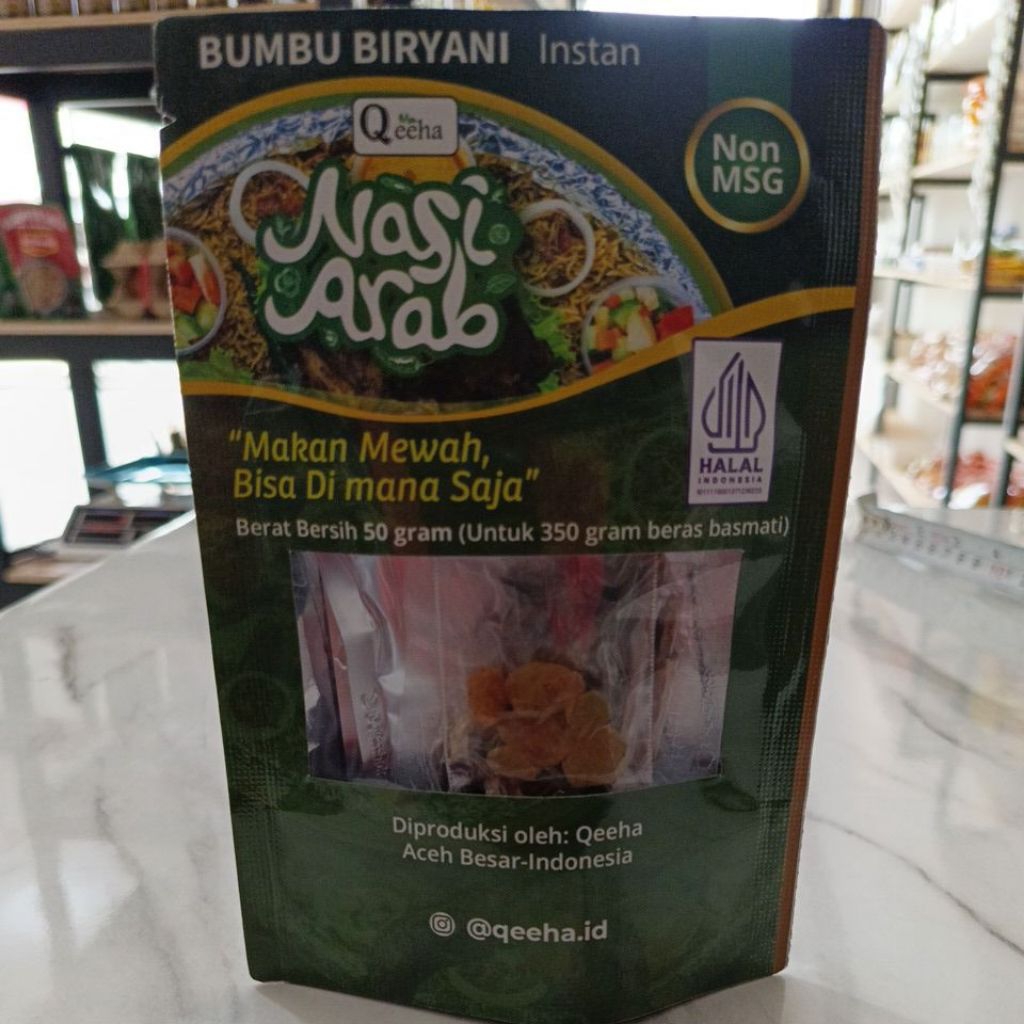 BUMBU BIRYANI Instan
Qeeha
Non
MSG
Nasi
Arab
HALAL
INDONESIA
"Makan Mewah,
Bisa Di mana Saja"
Berat Bersih 50 gram (Untuk 350 gram beras basmati)
Diproduksi oleh: Qeeha
Aceh Besar-Indonesia
@qeeha.id